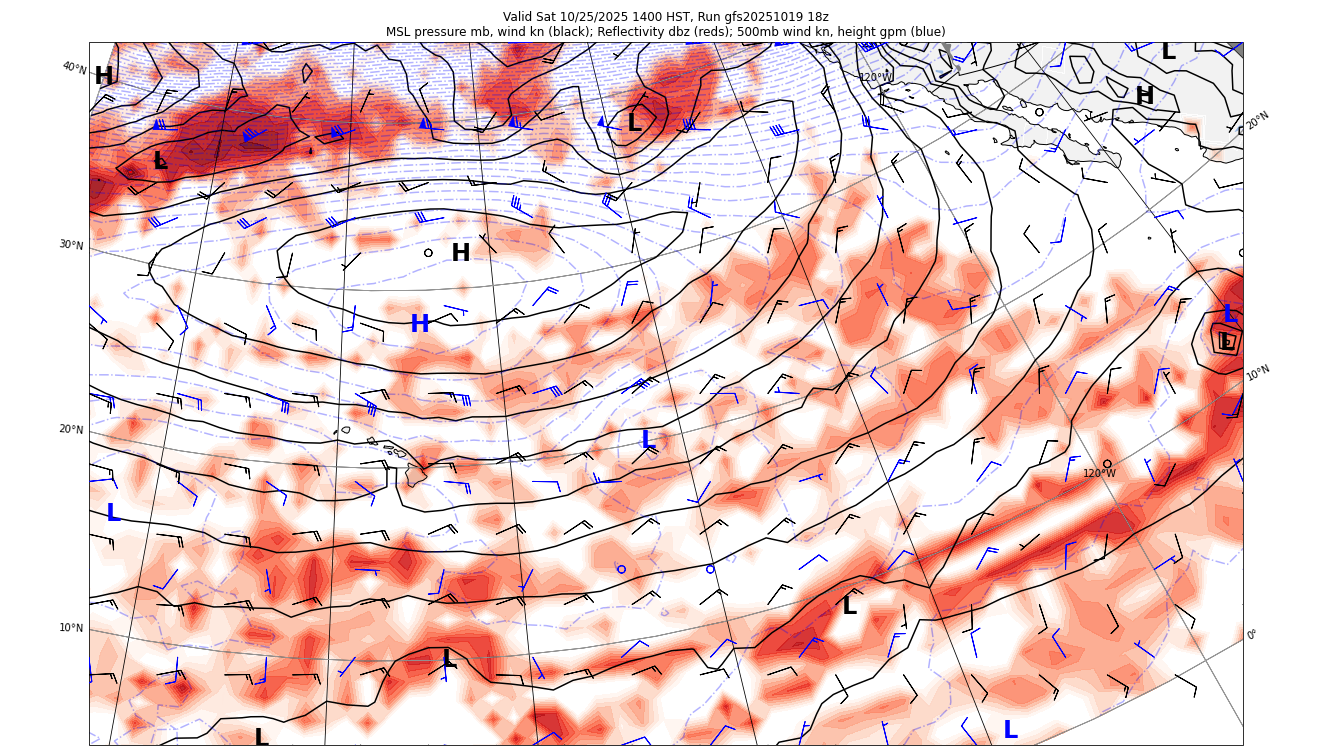 Valid Sat 10/25/2025 1400 HST, Run gfs20251019 18z
MSL pressure mb, wind kn (black); Reflectivity dbz (reds); 500mb wind kn, height gpm (blue)
L
40°N
H
120°W
H
L
20°N
L
30°N
H
L
H
L
10°N
20°N
L
120°W
L
L
10°N
0°
L
L
L